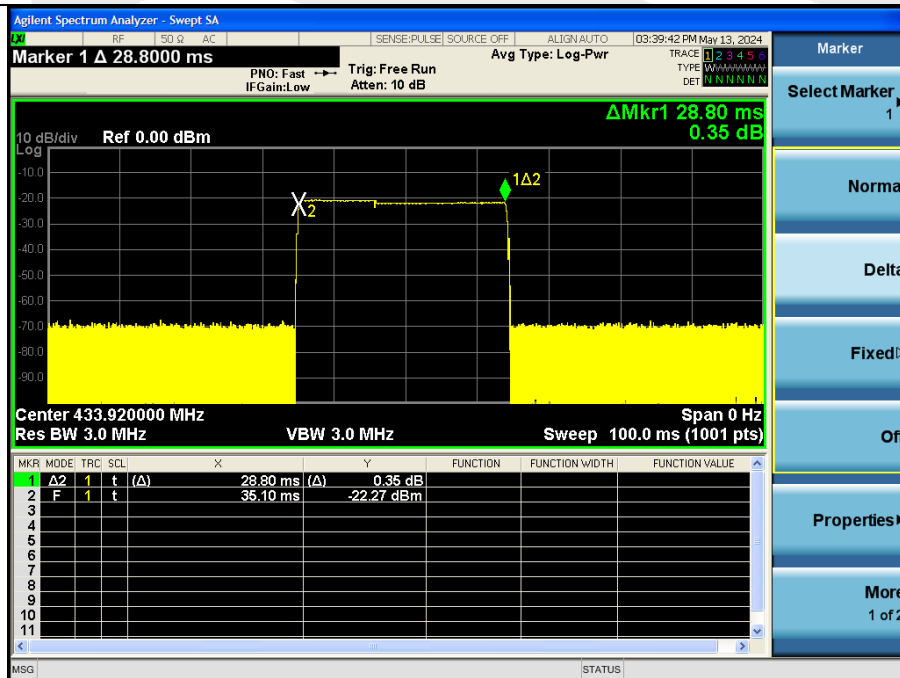 Agilent Spectrum Analyzer - Swept SA
LXI RF 50 Ω AC SENSE:PULSE SOURCE OFF ALIGN AUTO 03:39:42 PM May 13, 2024
Marker 1 Δ 28.8000 ms
PNO: Fast
IFGain:Low
Trig: Free Run
Atten: 10 dB
Avg Type: Log-Pwr
TRACE 1 2 3 4 5 6
TYPE WWWWWW
DET N N N N N N
ΔMkr1 28.80 ms
0.35 dB
10 dB/div Ref 0.00 dBm
Log
-10.0
-20.0
-30.0
-40.0
-50.0
-60.0
-70.0
-80.0
-90.0
1Δ2
X2
Center 433.920000 MHz Span 0 Hz
Res BW 3.0 MHz VBW 3.0 MHz Sweep 100.0 ms (1001 pts)
MKR MODE TRC SCL X Y FUNCTION FUNCTION WIDTH FUNCTION VALUE
1 Δ2 1 t (Δ) 28.80 ms (Δ) 0.35 dB
2 F 1 t 35.10 ms -22.27 dBm
3
4
5
6
7
8
9
10
11
MSG STATUS
Marker
Select Marker
1
Norma
Delta
Fixed
Of
Properties
More
1 of 2